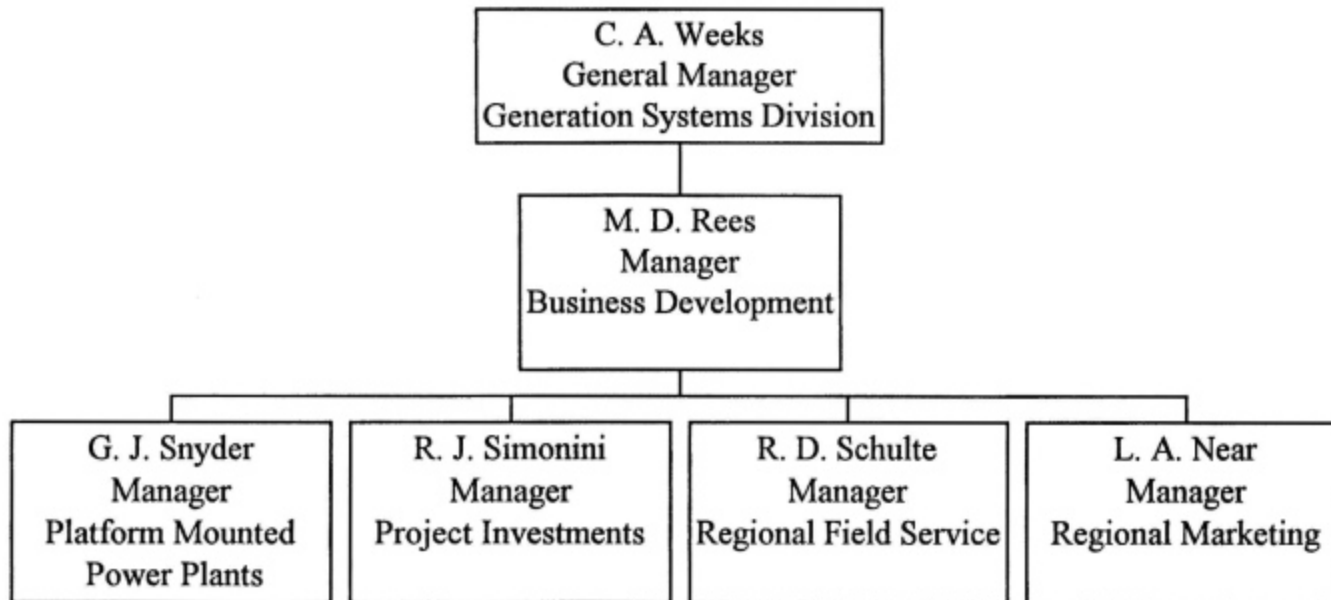 C. A. Weeks
General Manager
Generation Systems Division
M. D. Rees
Manager
Business Development
G. J. Snyder
Manager
Platform Mounted
Power Plants
R. J. Simonini
Manager
Project Investments
R. D. Schulte
Manager
Regional Field Service
L. A. Near
Manager
Regional Marketing